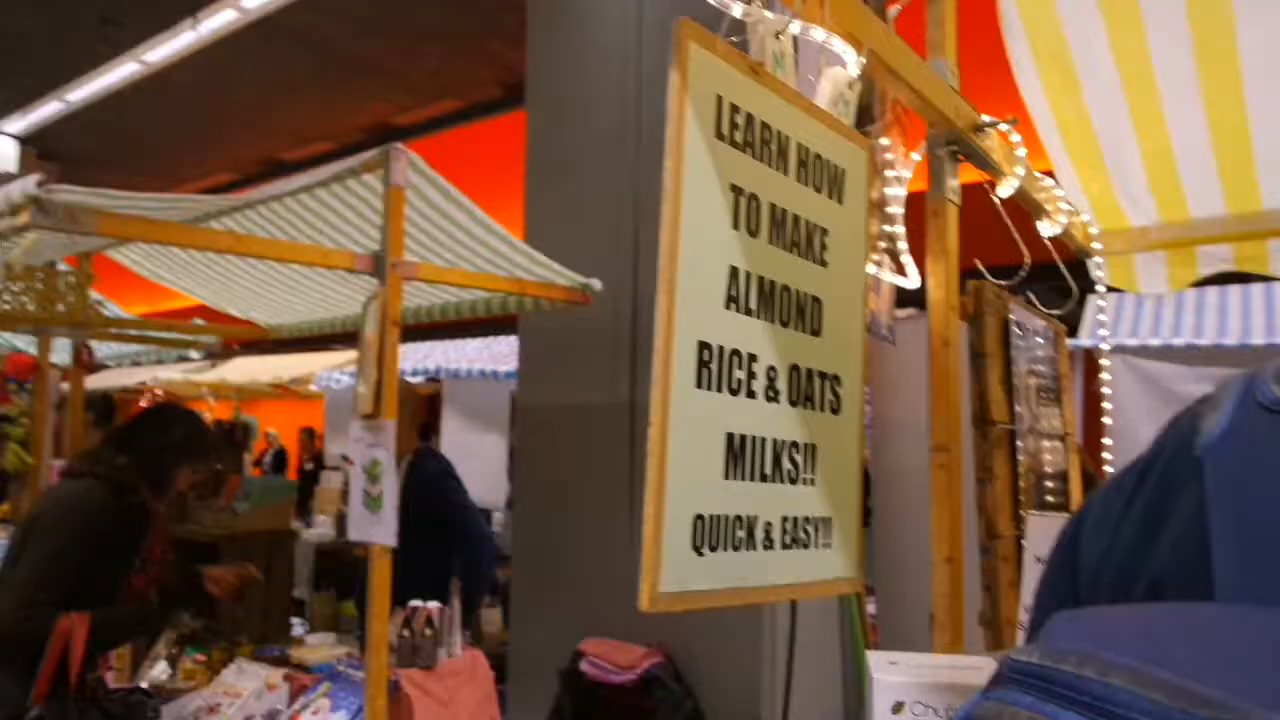 LEARN HOW
TO MAKE
ALMOND
RICE & OATS
MILKS!!
QUICK & EASY!!